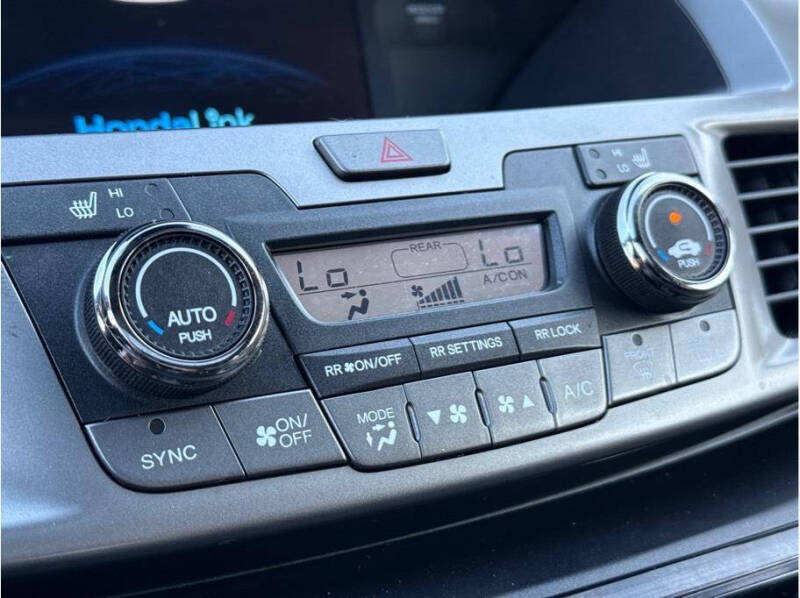 HondaLink
HI
LO
HI
AUTO
PUSH
Lo
REAR
Lo
A/CON
PUSH
RR ON/OFF
RR SETTINGS
RR LOCK
SYNC
ON/
OFF
MODE
A/C
FRONT